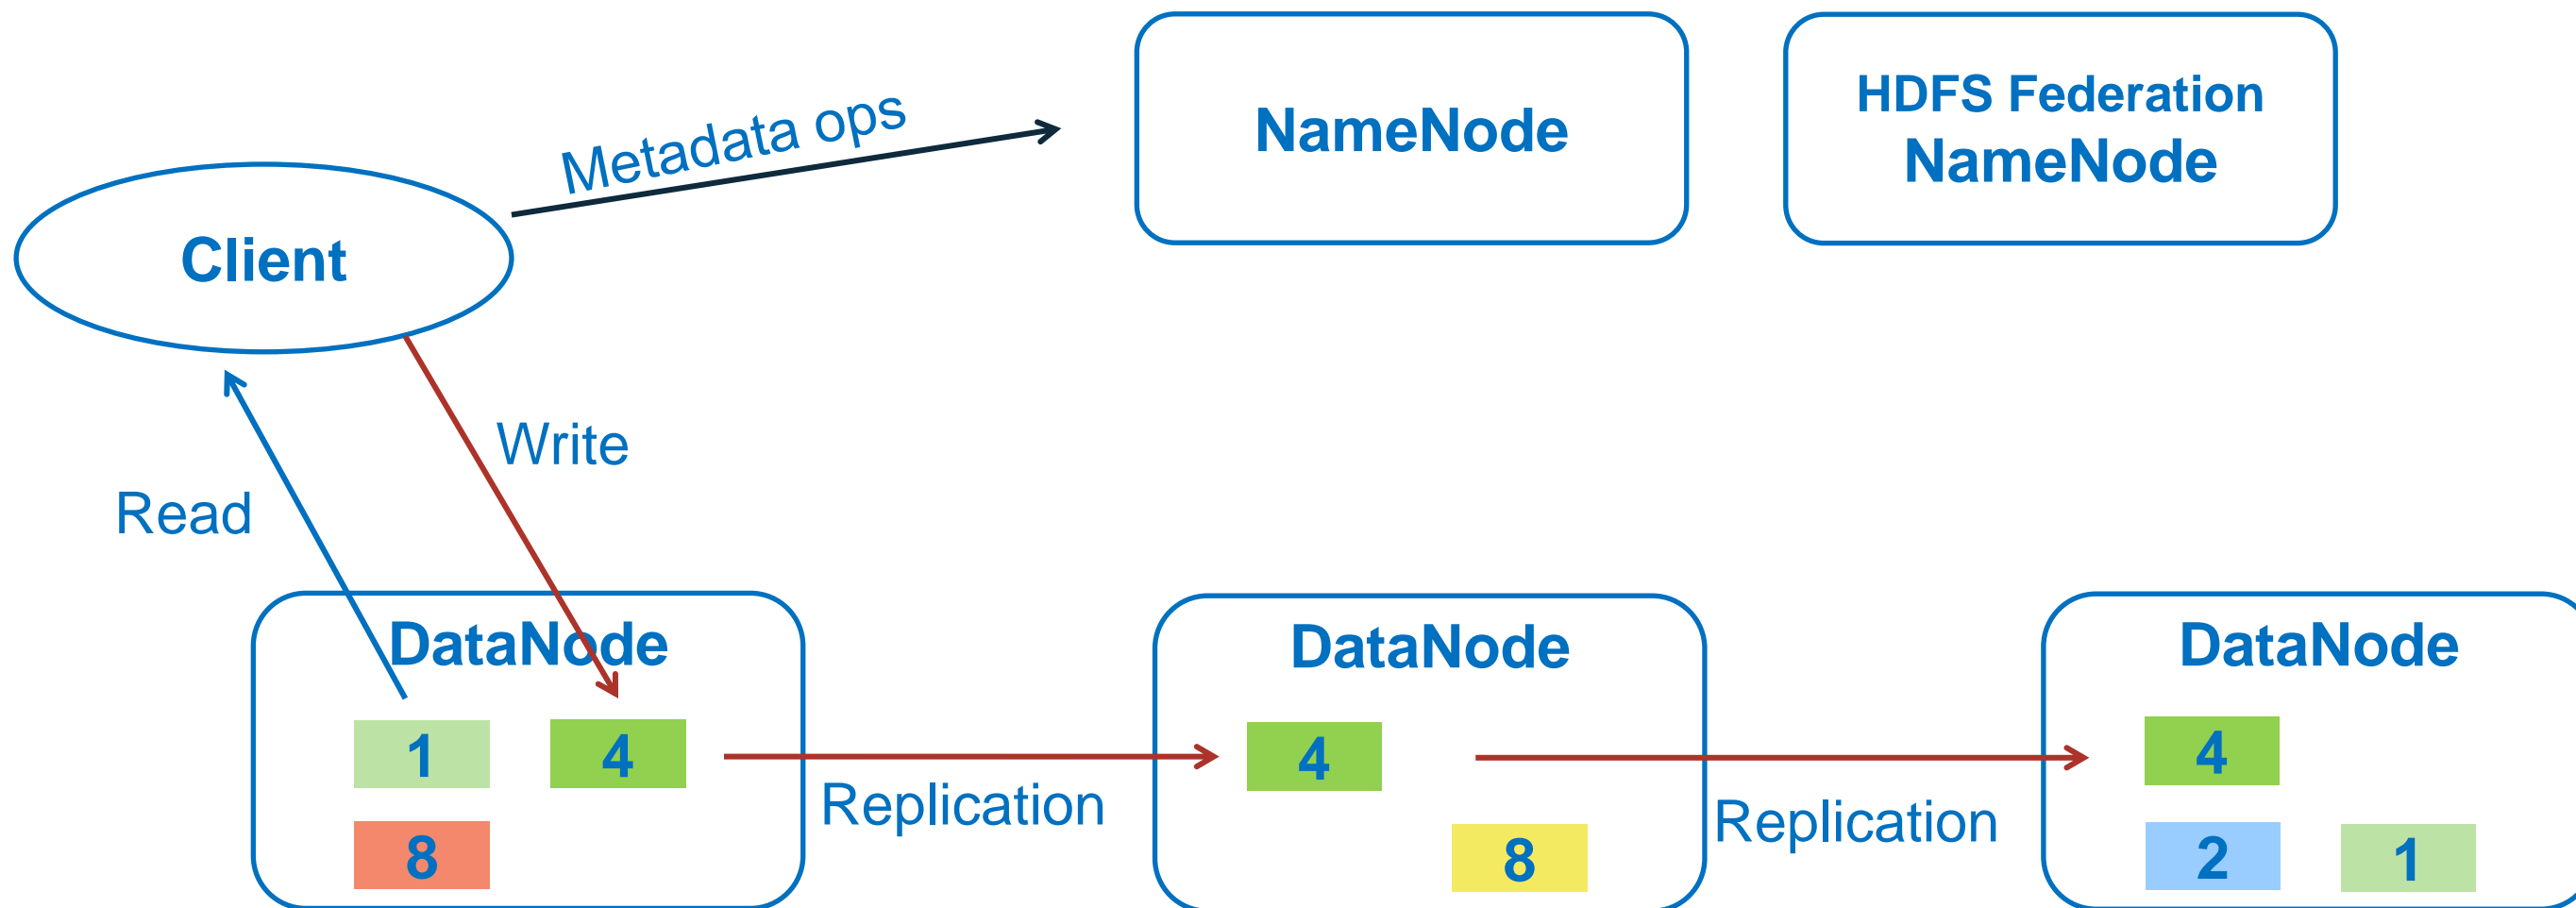 Metadata ops
NameNode
HDFS Federation
NameNode
Client
Write
Read
DataNode
DataNode
DataNode
1
4
4
4
Replication
Replication
8
8
2
1